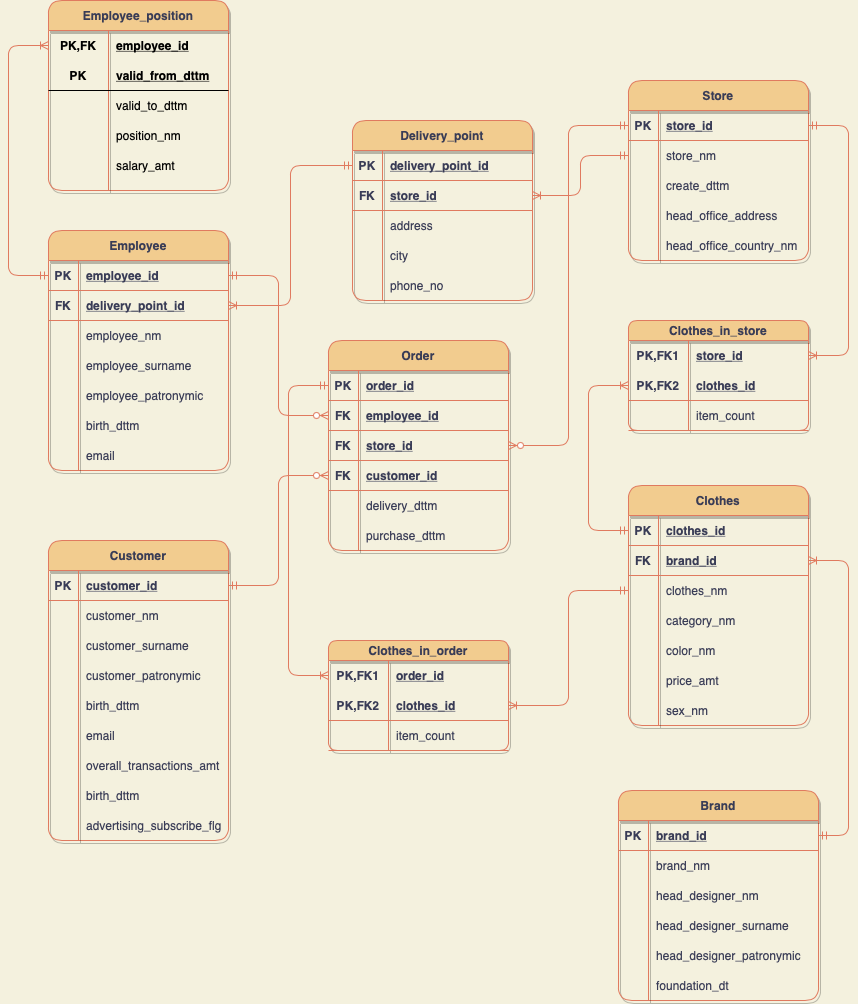 Employee_position
PK,FK employee_id
PK valid_from_dttm
valid_to_dttm
position_nm
salary_amt
Employee
PK employee_id
FK delivery_point_id
employee_nm
employee_surname
employee_patronymic
birth_dttm
email
Customer
PK customer_id
customer_nm
customer_surname
customer_patronymic
birth_dttm
email
overall_transactions_amt
birth_dttm
advertising_subscribe_flg
Delivery_point
PK delivery_point_id
FK store_id
address
city
phone_no
Order
PK order_id
FK employee_id
FK store_id
FK customer_id
delivery_dttm
purchase_dttm
Clothes_in_order
PK,FK1 order_id
PK,FK2 clothes_id
item_count
Store
PK store_id
store_nm
create_dttm
head_office_address
head_office_country_nm
Clothes_in_store
PK,FK1 store_id
PK,FK2 clothes_id
item_count
Clothes
PK clothes_id
FK brand_id
clothes_nm
category_nm
color_nm
price_amt
sex_nm
Brand
PK brand_id
brand_nm
head_designer_nm
head_designer_surname
head_designer_patronymic
foundation_dt